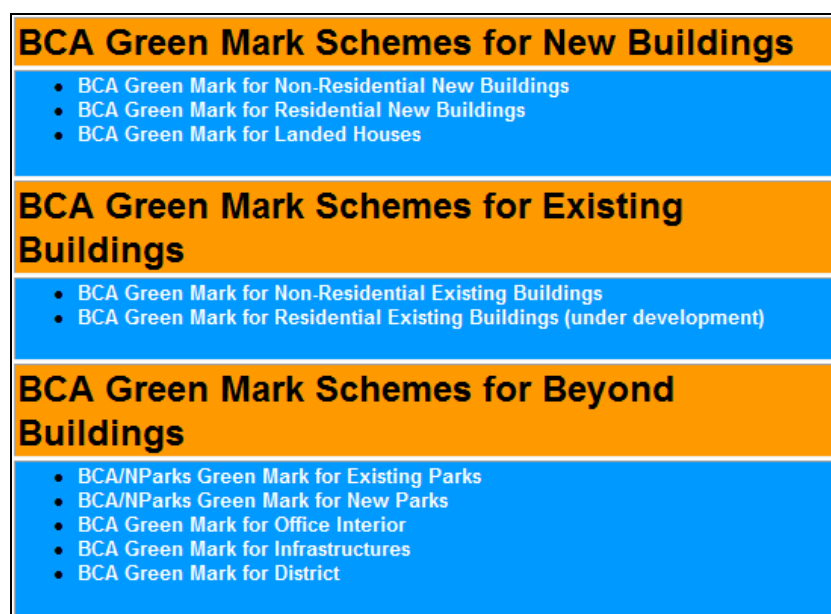 BCA Green Mark Schemes for New Buildings
• BCA Green Mark for Non-Residential New Buildings
• BCA Green Mark for Residential New Buildings
• BCA Green Mark for Landed Houses
BCA Green Mark Schemes for Existing
Buildings
• BCA Green Mark for Non-Residential Existing Buildings
• BCA Green Mark for Residential Existing Buildings (under development)
BCA Green Mark Schemes for Beyond
Buildings
• BCA/NParks Green Mark for Existing Parks
• BCA/NParks Green Mark for New Parks
• BCA Green Mark for Office Interior
• BCA Green Mark for Infrastructures
• BCA Green Mark for District